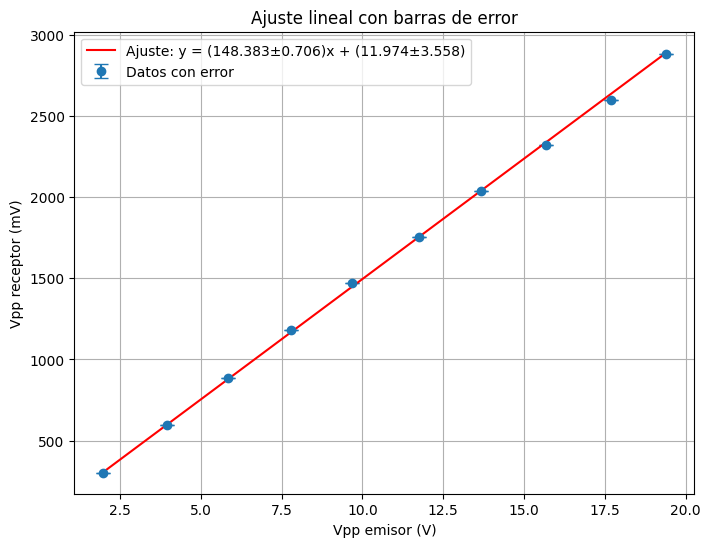 Ajuste lineal con barras de error
Ajuste: y = (148.383±0.706)x + (11.974±3.558)
Datos con error
Vpp receptor (mV)
3000
2500
2000
1500
1000
500
2.5 5.0 7.5 10.0 12.5 15.0 17.5 20.0
Vpp emisor (V)